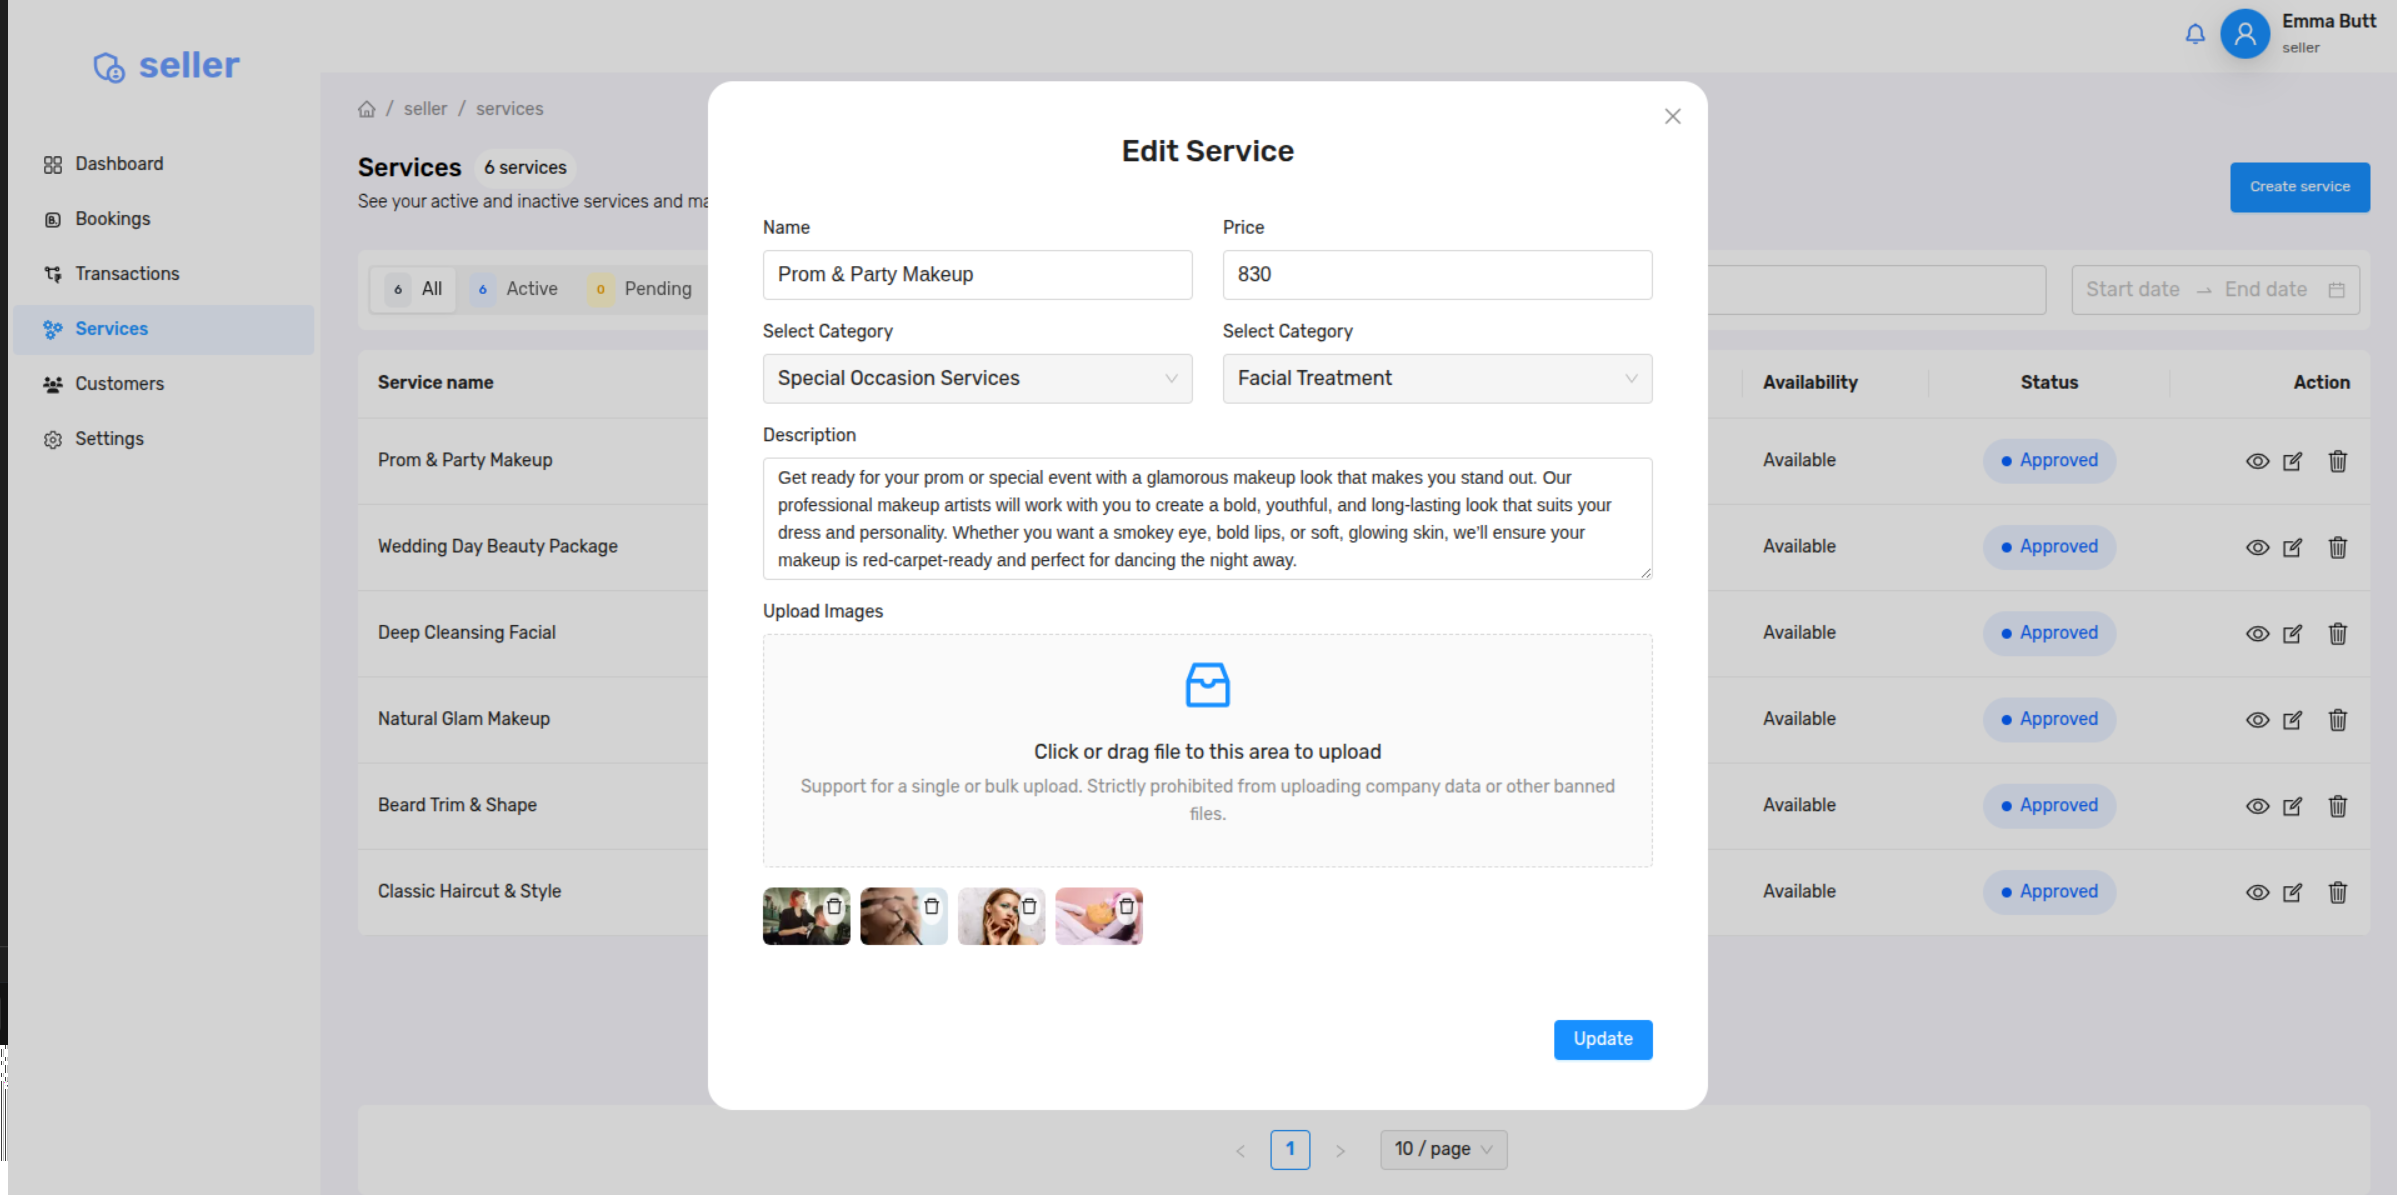 seller
Emma Butt
seller
Dashboard
Bookings
Transactions
Services
Customers
Settings
/ seller / services
Services 6 services
See your active and inactive services and ma
Create service
6 All 6 Active 0 Pending
Start date → End date
Service name
Availability Status Action
Prom & Party Makeup
Available Approved
Wedding Day Beauty Package
Available Approved
Deep Cleansing Facial
Available Approved
Natural Glam Makeup
Available Approved
Beard Trim & Shape
Available Approved
Classic Haircut & Style
Available Approved
Edit Service
Name Price
Prom & Party Makeup 830
Select Category Select Category
Special Occasion Services Facial Treatment
Description
Get ready for your prom or special event with a glamorous makeup look that makes you stand out. Our
professional makeup artists will work with you to create a bold, youthful, and long-lasting look that suits your
dress and personality. Whether you want a smokey eye, bold lips, or soft, glowing skin, we'll ensure your
makeup is red-carpet-ready and perfect for dancing the night away.
Upload Images
Click or drag file to this area to upload
Support for a single or bulk upload. Strictly prohibited from uploading company data or other banned
files.
Update
< 1 > 10 / page